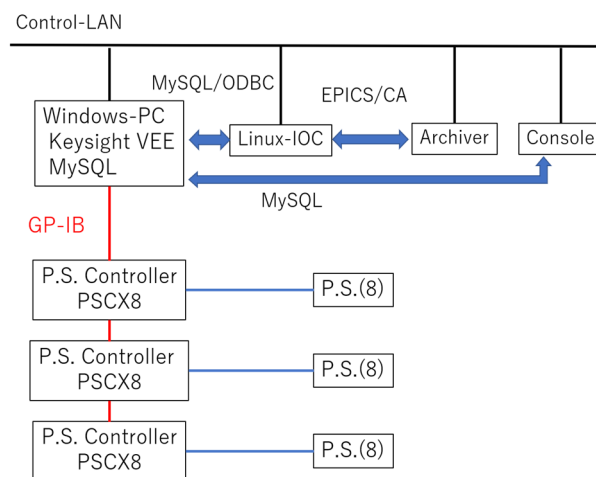 Control-LAN
MySQL/ODBC
EPICS/CA
Windows-PC
Keysight VEE
MySQL
Linux-IOC
Archiver
Console
MySQL
GP-IB
P.S. Controller
PSCX8
P.S.(8)
P.S. Controller
PSCX8
P.S.(8)
P.S. Controller
PSCX8
P.S.(8)